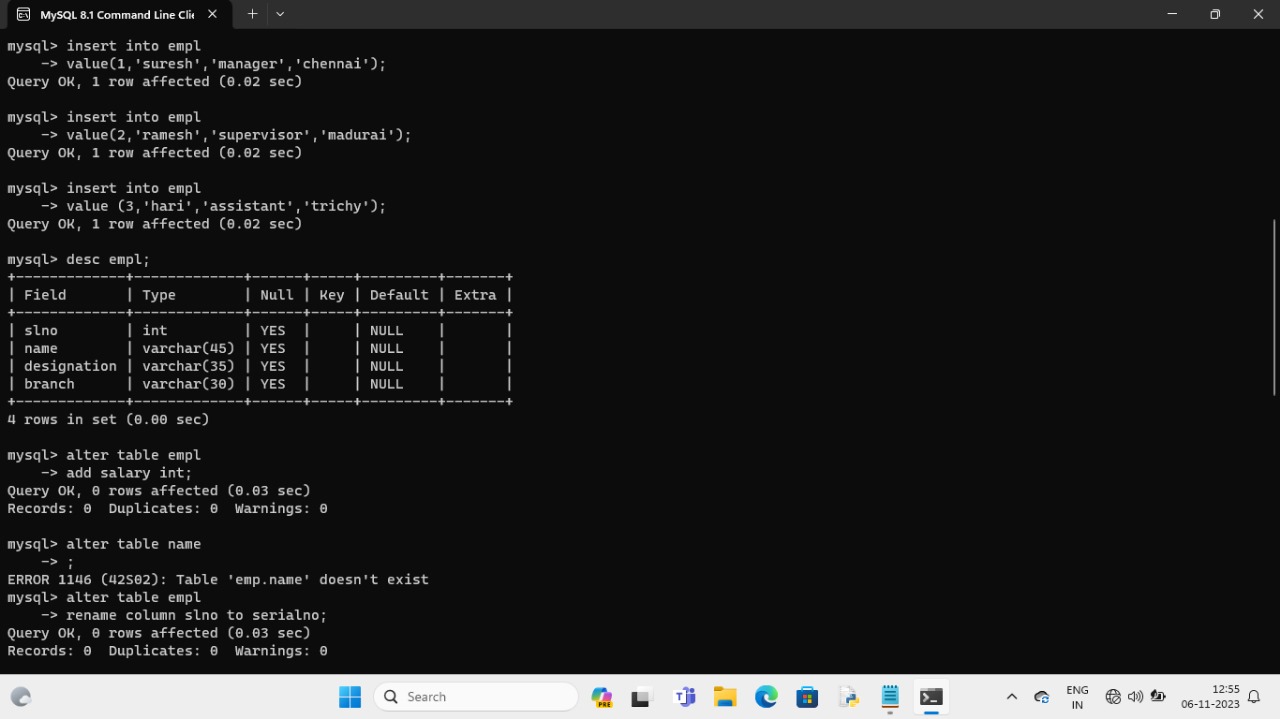 MySQL 8.1 Command Line Clie
mysql> insert into empl
    -> value(1,'suresh','manager','chennai');
Query OK, 1 row affected (0.02 sec)
mysql> insert into empl
    -> value(2,'ramesh','supervisor','madurai');
Query OK, 1 row affected (0.02 sec)
mysql> insert into empl
    -> value (3,'hari','assistant','trichy');
Query OK, 1 row affected (0.02 sec)
mysql> desc empl;
+-------------+-------------+------+-----+---------+-------+
| Field       | Type        | Null | Key | Default | Extra |
+-------------+-------------+------+-----+---------+-------+
| slno        | int         | YES  |     | NULL    |       |
| name        | varchar(45) | YES  |     | NULL    |       |
| designation | varchar(35) | YES  |     | NULL    |       |
| branch      | varchar(30) | YES  |     | NULL    |       |
+-------------+-------------+------+-----+---------+-------+
4 rows in set (0.00 sec)
mysql> alter table empl
    -> add salary int;
Query OK, 0 rows affected (0.03 sec)
Records: 0  Duplicates: 0  Warnings: 0
mysql> alter table name
    -> ;
ERROR 1146 (42S02): Table 'emp.name' doesn't exist
mysql> alter table empl
    -> rename column slno to serialno;
Query OK, 0 rows affected (0.03 sec)
Records: 0  Duplicates: 0  Warnings: 0
Search
PRE
ENG
IN
12:55
06-11-2023